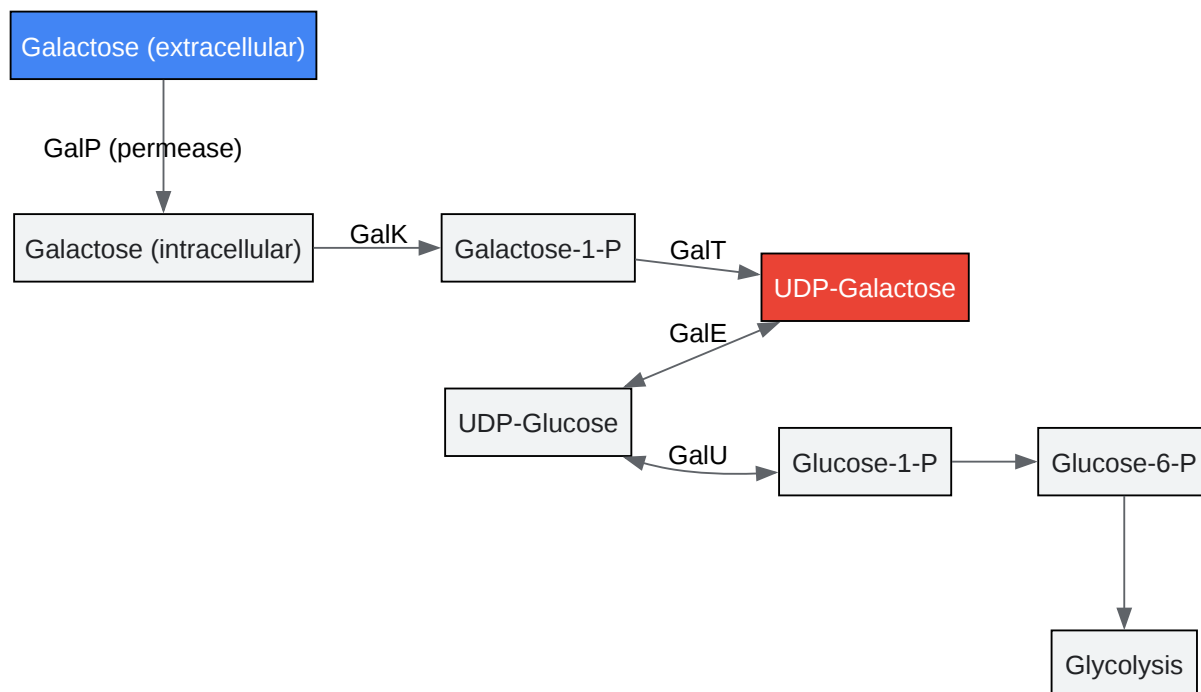 Galactose (extracellular)
GalP (permease)
Galactose (intracellular)
GalK
Galactose-1-P
GalT
UDP-Galactose
GalE
UDP-Glucose
GalU
Glucose-1-P
Glucose-6-P
Glycolysis